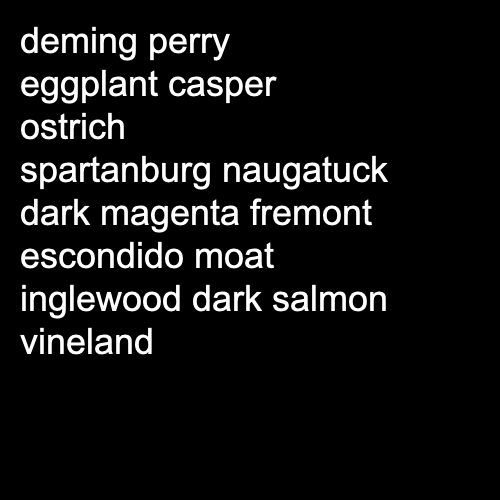 deming perry
eggplant casper
ostrich
spartanburg naugatuck
dark magenta fremont
escondido moat
inglewood dark salmon
vineland